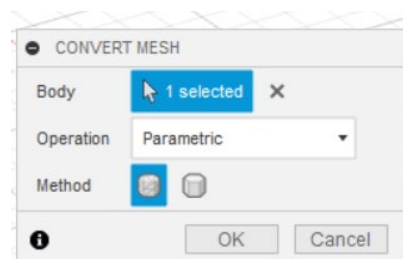 CONVERT MESH
Body 1 selected
Operation Parametric
Method
OK Cancel